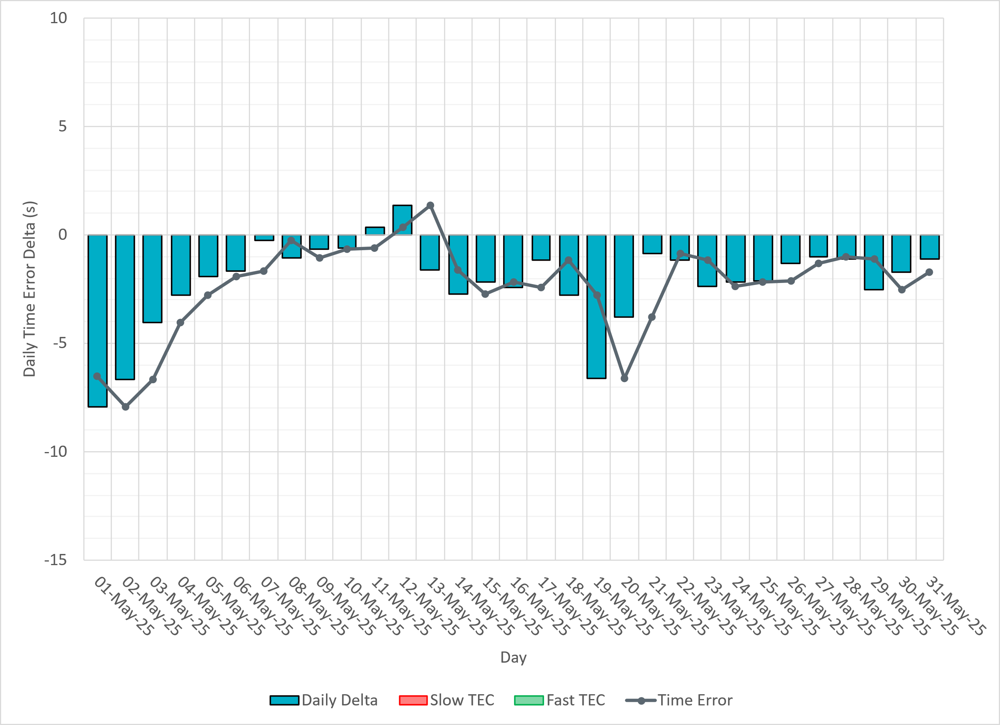 10
5
0
-5
-10
-15
Daily Time Error Delta (s)
01-May-25
02-May-25
03-May-25
04-May-25
05-May-25
06-May-25
07-May-25
08-May-25
09-May-25
10-May-25
11-May-25
12-May-25
13-May-25
14-May-25
15-May-25
16-May-25
17-May-25
18-May-25
19-May-25
20-May-25
21-May-25
22-May-25
23-May-25
24-May-25
25-May-25
26-May-25
27-May-25
28-May-25
29-May-25
30-May-25
31-May-25
Day
Daily Delta Slow TEC Fast TEC Time Error